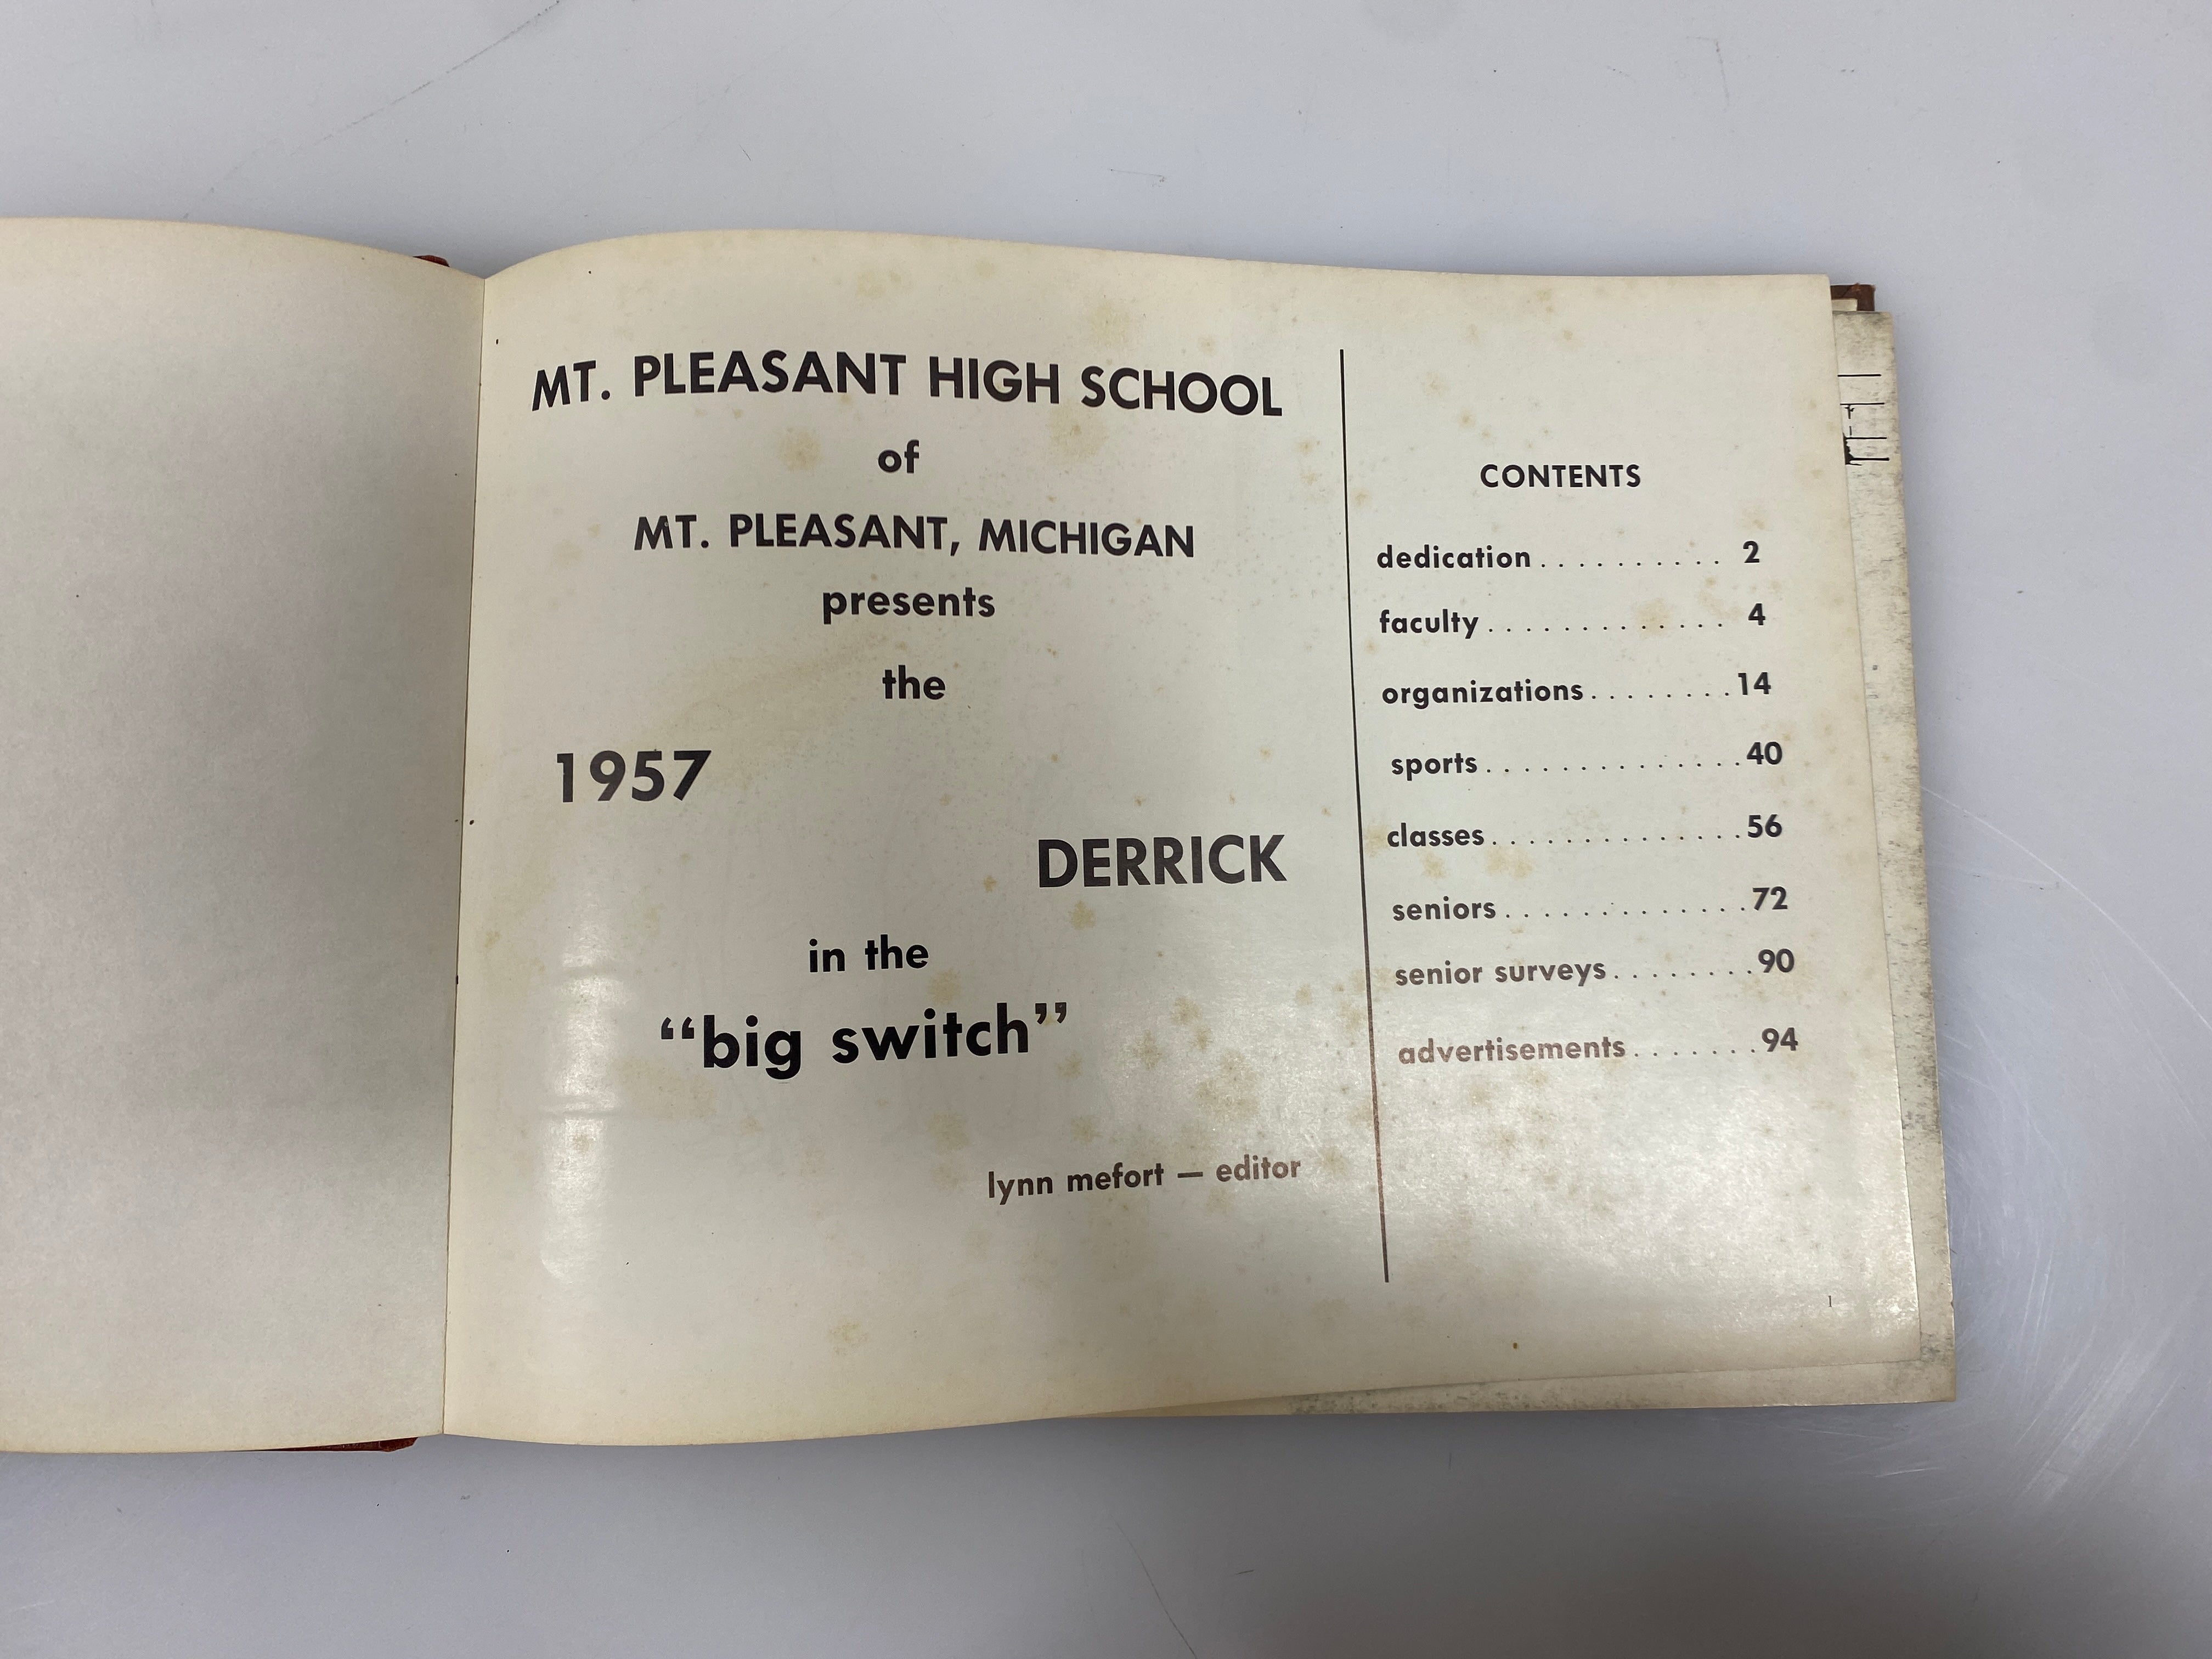 MT. PLEASANT HIGH SCHOOL
of
MT. PLEASANT, MICHIGAN
presents
the
1957
DERRICK
in the
“big switch”
lynn mefort — editor
CONTENTS
dedication . . . . . . . . . . 2
faculty . . . . . . . . . . . . . 4
organizations . . . . . . . . 14
sports . . . . . . . . . . . . . . 40
classes . . . . . . . . . . . . . 56
seniors . . . . . . . . . . . . . 72
senior surveys . . . . . . . . 90
advertisements . . . . . . . 94
1